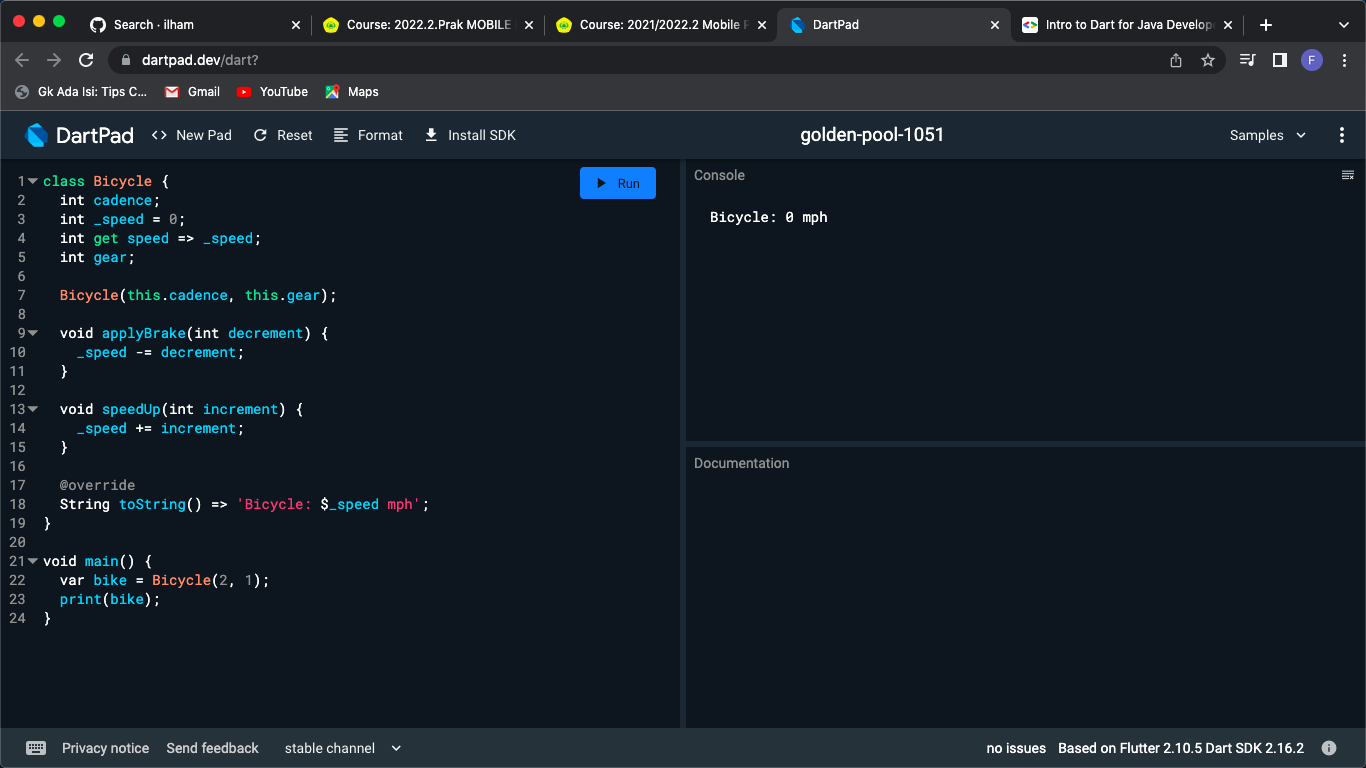 Search · ilham
Course: 2022.2.Prak MOBILE
Course: 2021/2022.2 Mobile P
DartPad
Intro to Dart for Java Develop
dartpad.dev/dart?
F
Gk Ada Isi: Tips C...
Gmail
YouTube
Maps
DartPad
<> New Pad
Reset
Format
Install SDK
golden-pool-1051
Samples
1 class Bicycle {
2 int cadence;
3 int _speed = 0;
4 int get speed => _speed;
5 int gear;
6
7 Bicycle(this.cadence, this.gear);
8
9 void applyBrake(int decrement) {
10 _speed -= decrement;
11 }
12
13 void speedUp(int increment) {
14 _speed += increment;
15 }
16
17 @override
18 String toString() => 'Bicycle: $_speed mph';
19 }
20
21 void main() {
22 var bike = Bicycle(2, 1);
23 print(bike);
24 }
Run
Console
Bicycle: 0 mph
Documentation
Privacy notice
Send feedback
stable channel
no issues
Based on Flutter 2.10.5 Dart SDK 2.16.2